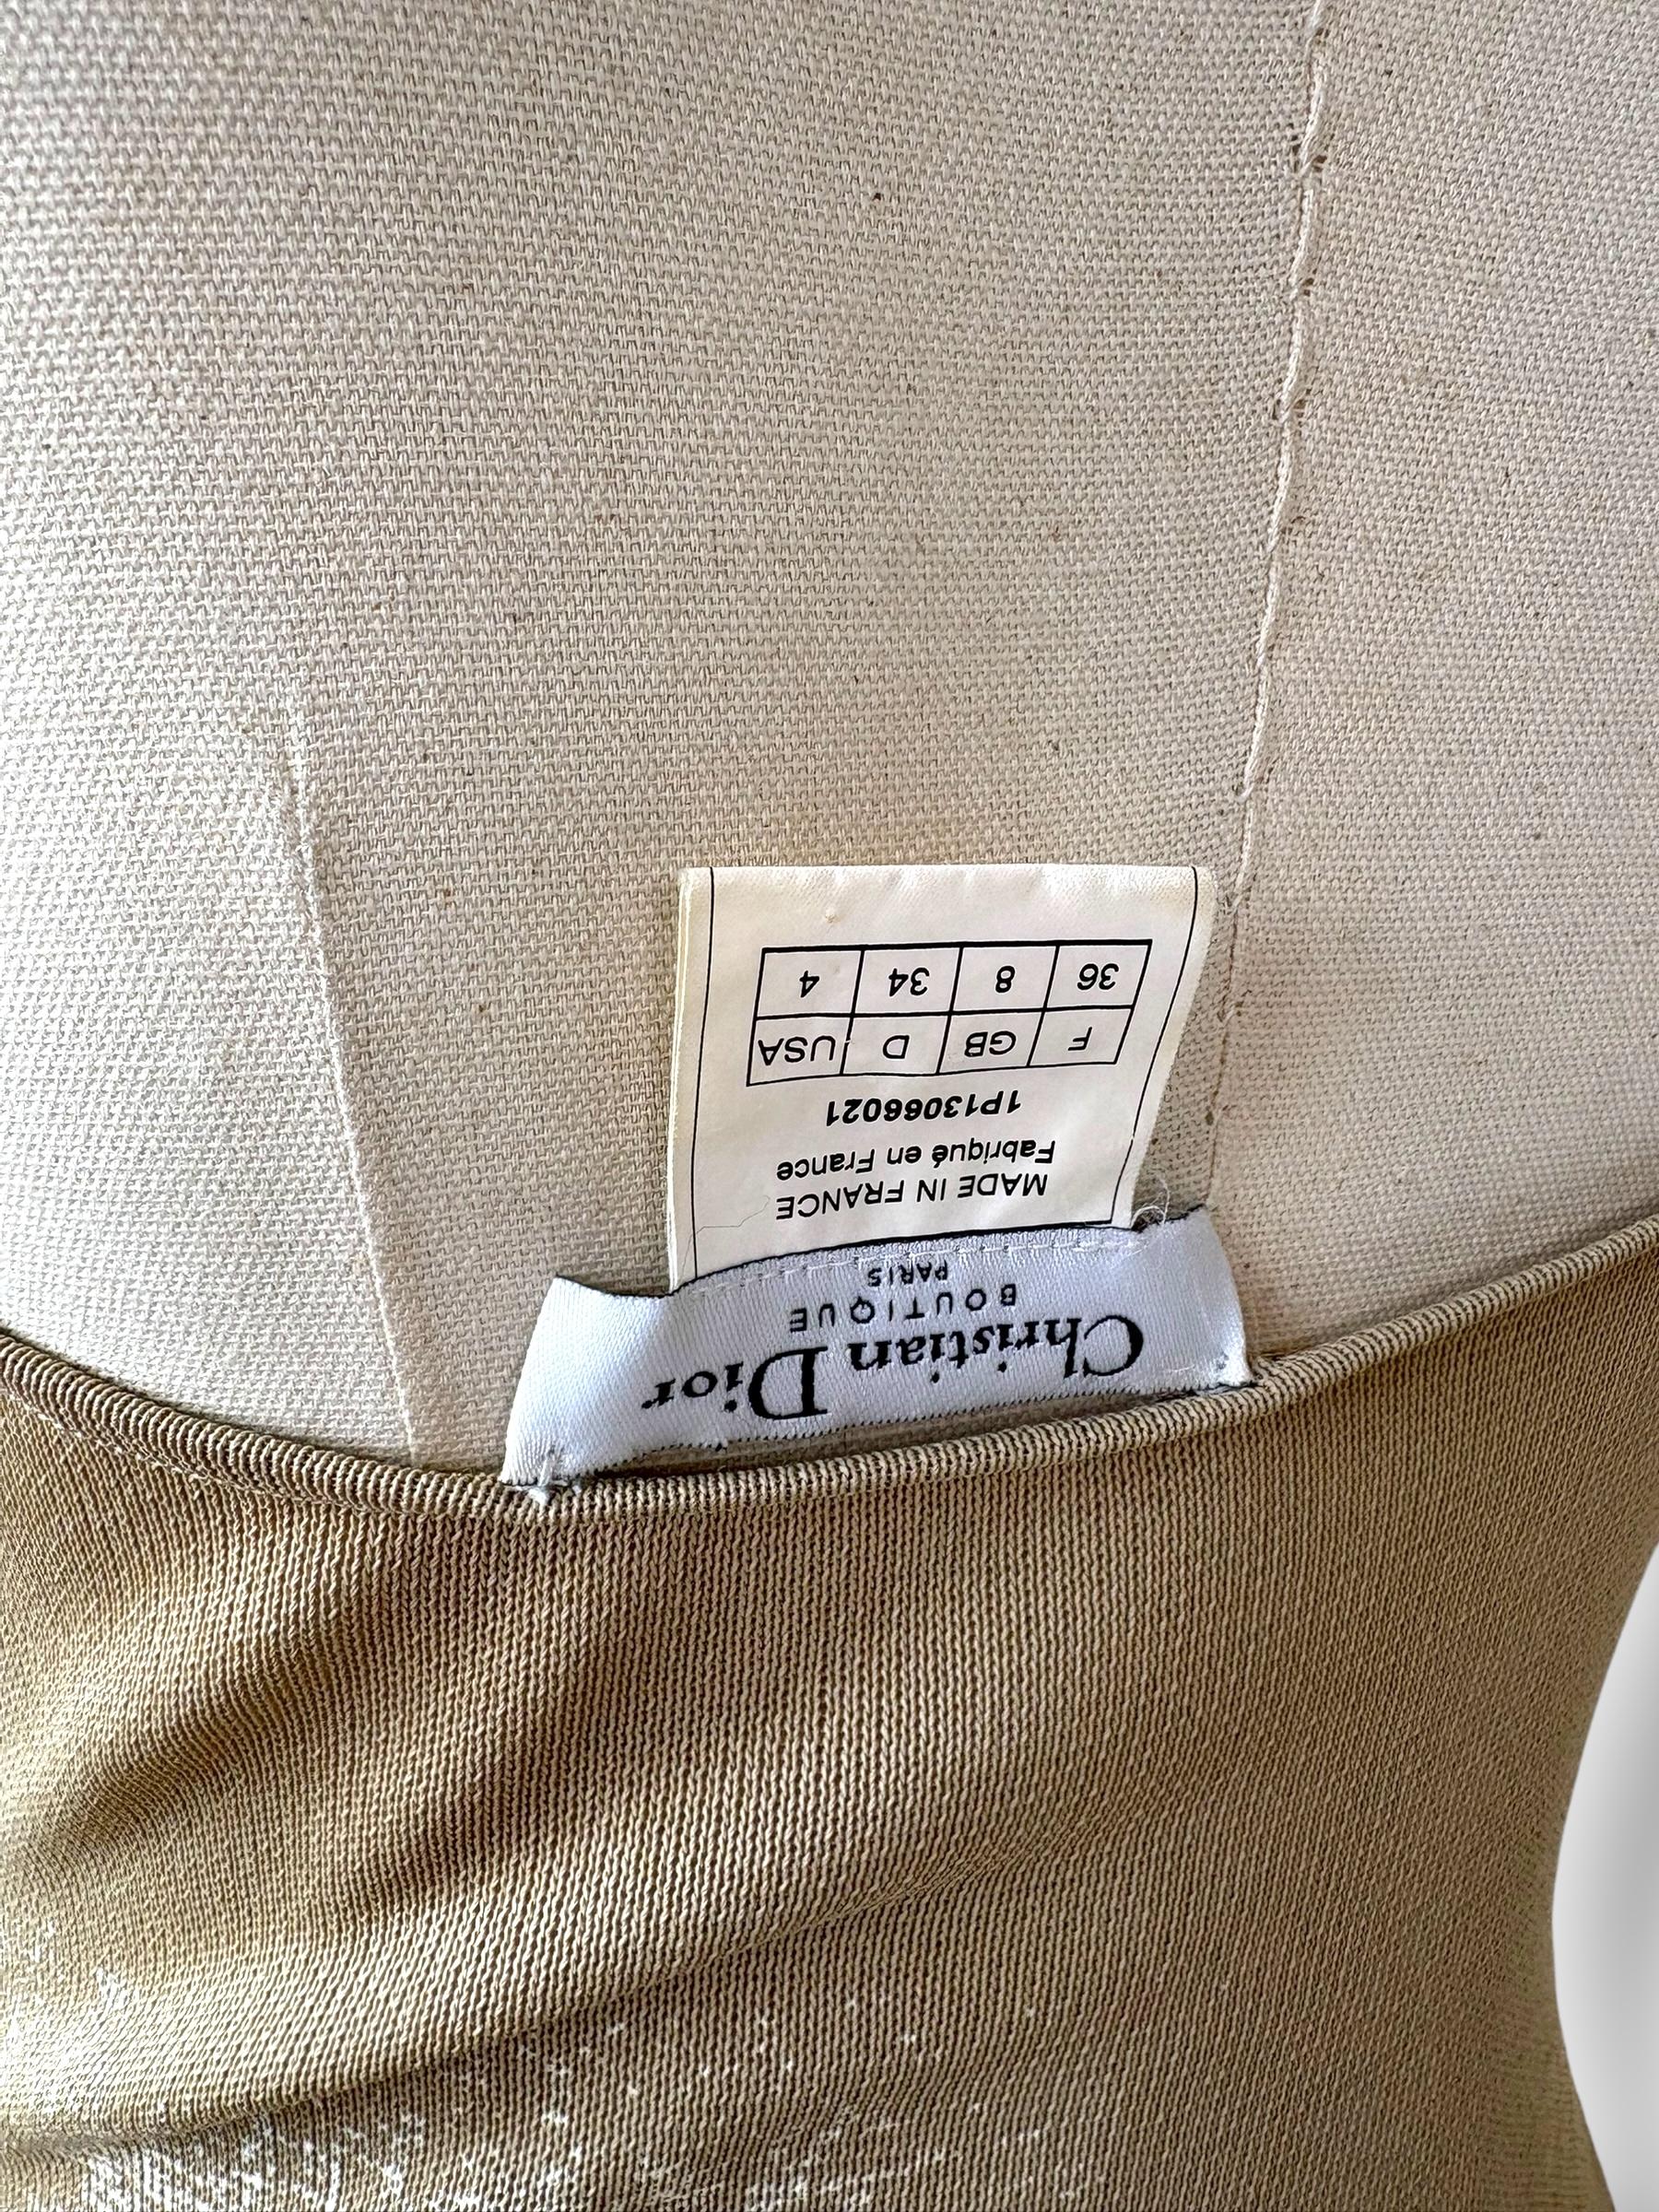 Christian Dior
BOUTIQUE
PARIS
MADE IN FRANCE
Fabriqué en France
1P13066021
F GB D USA
36 8 34 4